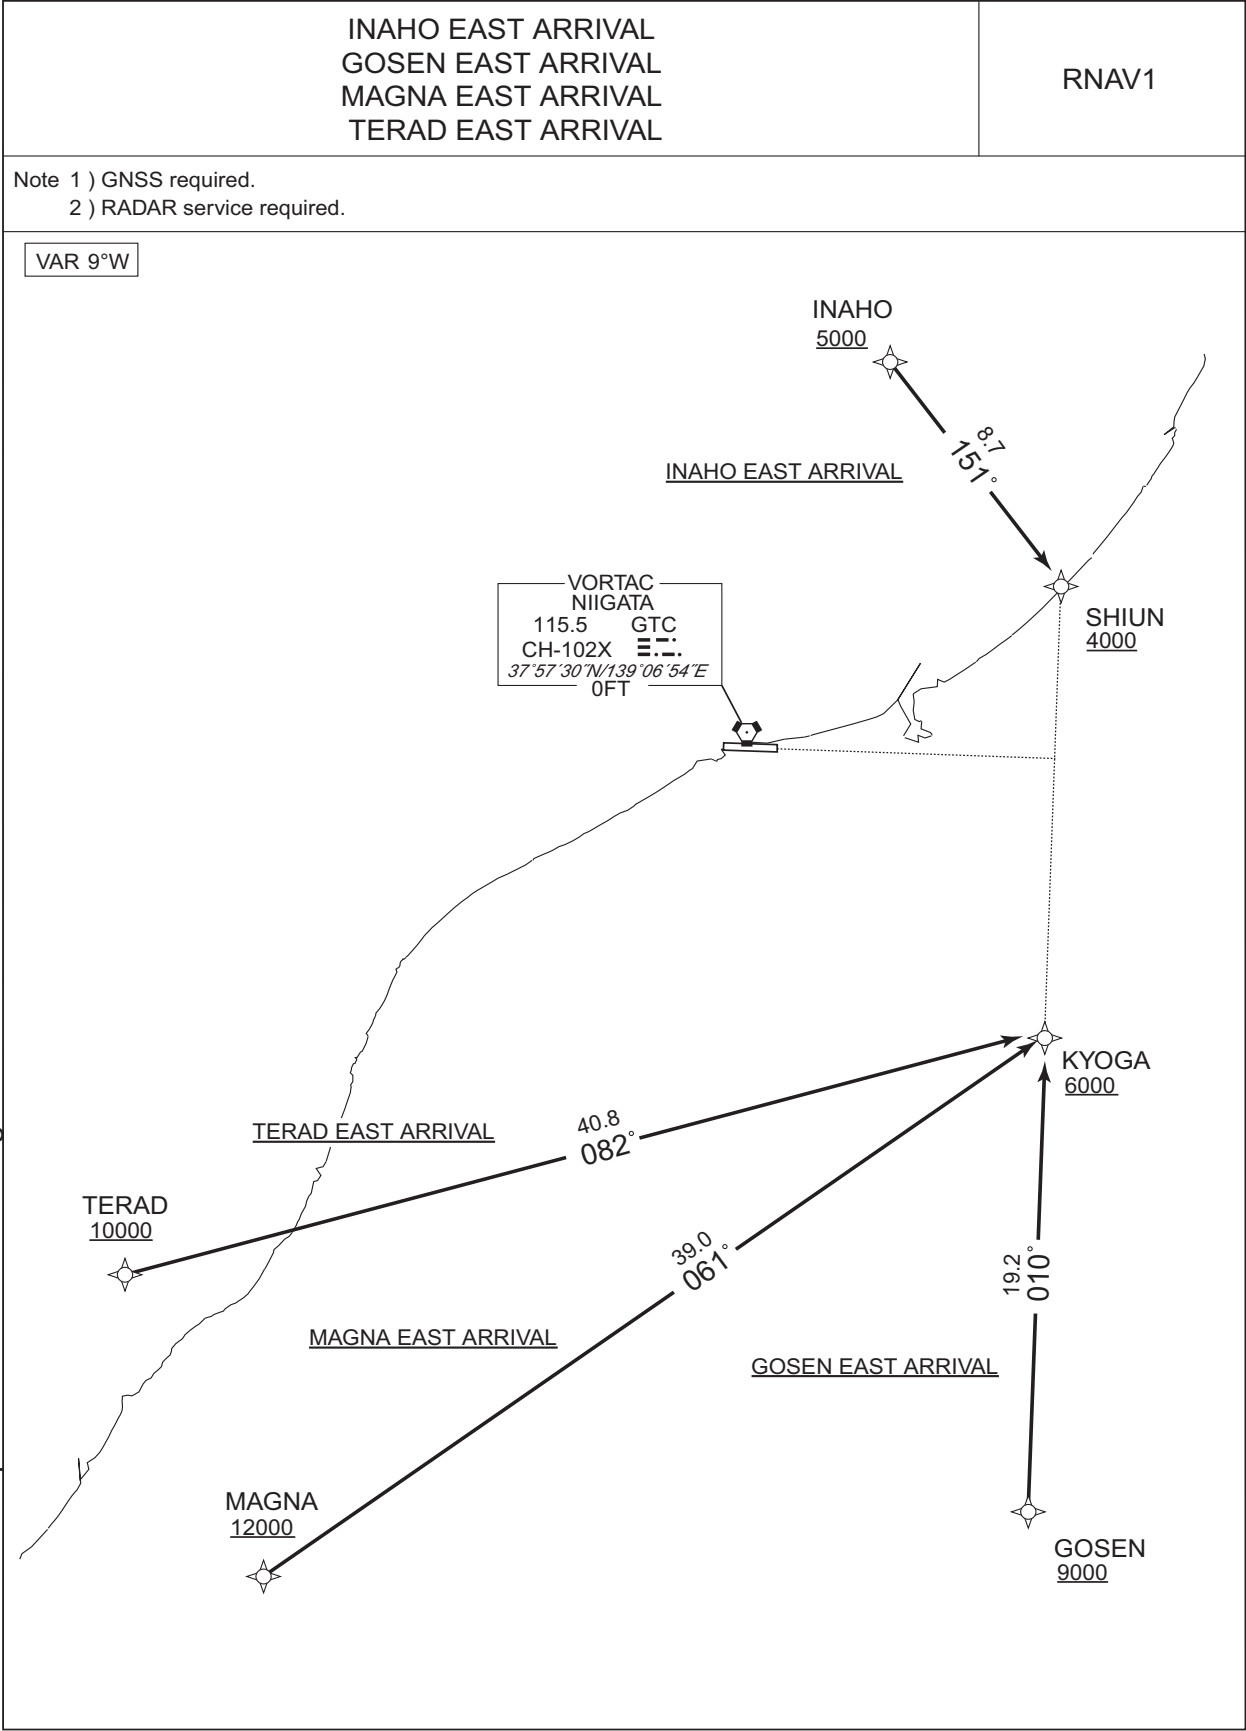 INAHO EAST ARRIVAL
GOSEN EAST ARRIVAL
MAGNA EAST ARRIVAL
TERAD EAST ARRIVAL
RNAV1
Note 1 ) GNSS required.
2 ) RADAR service required.
VAR 9°W
INAHO
5000
8.7
151°
INAHO EAST ARRIVAL
VORTAC
NIIGATA
115.5 GTC
CH-102X
37°57´30˝N/139°06´54˝E
0FT
SHIUN
4000
KYOGA
6000
40.8
082°
TERAD EAST ARRIVAL
TERAD
10000
39.0
061°
19.2
010°
MAGNA EAST ARRIVAL
GOSEN EAST ARRIVAL
MAGNA
12000
GOSEN
9000